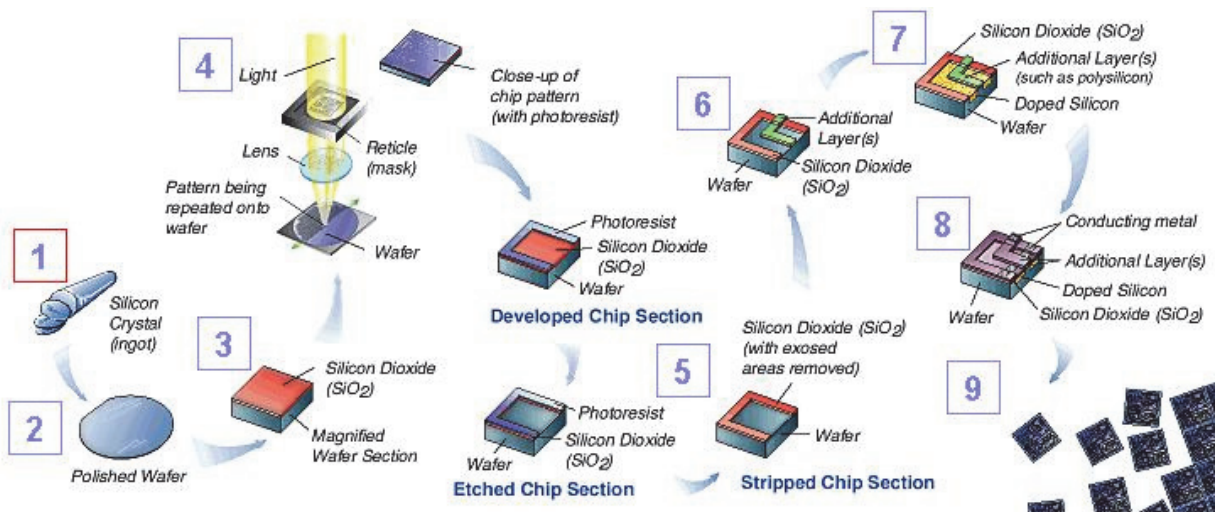 1
Silicon
Crystal
(ingot)
2
Polished Wafer
3
Silicon Dioxide
(SiO2)
Magnified
Wafer Section
4
Light
Lens
Reticle
(mask)
Pattern being
repeated onto
wafer
Wafer
Close-up of
chip pattern
(with photoresist)
Photoresist
Silicon Dioxide
(SiO2)
Wafer
Developed Chip Section
Photoresist
Silicon Dioxide
(SiO2)
Wafer
Etched Chip Section
5
Silicon Dioxide (SiO2)
(with exosed
areas removed)
Wafer
Stripped Chip Section
6
Additional
Layer(s)
Silicon Dioxide
(SiO2)
Wafer
7
Silicon Dioxide (SiO2)
Additional Layer(s)
(such as polysilicon)
Doped Silicon
Wafer
8
Conducting metal
Additional Layer(s)
Doped Silicon
Silicon Dioxide (SiO2)
Wafer
9